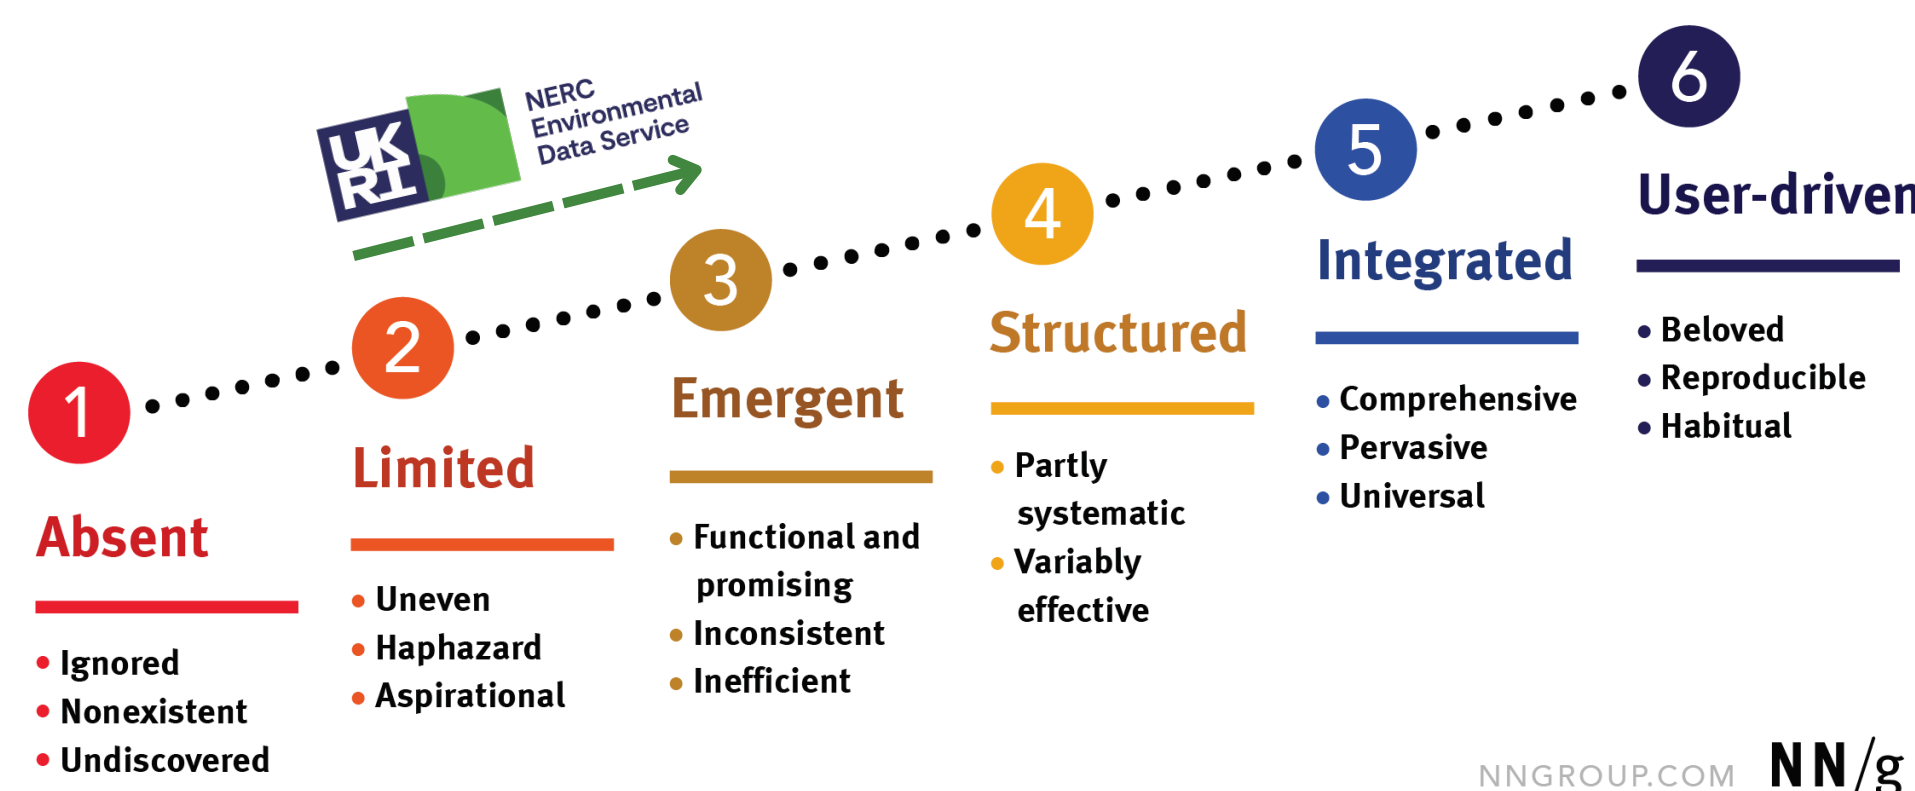 1
Absent
Ignored
Nonexistent
Undiscovered
2
Limited
Uneven
Haphazard
Aspirational
UK
RI
NERC
Environmental
Data Service
3
Emergent
Functional and
promising
Inconsistent
Inefficient
4
Structured
Partly
systematic
Variably
effective
5
Integrated
Comprehensive
Pervasive
Universal
6
User-driven
Beloved
Reproducible
Habitual
NNGROUP.COM NN/g